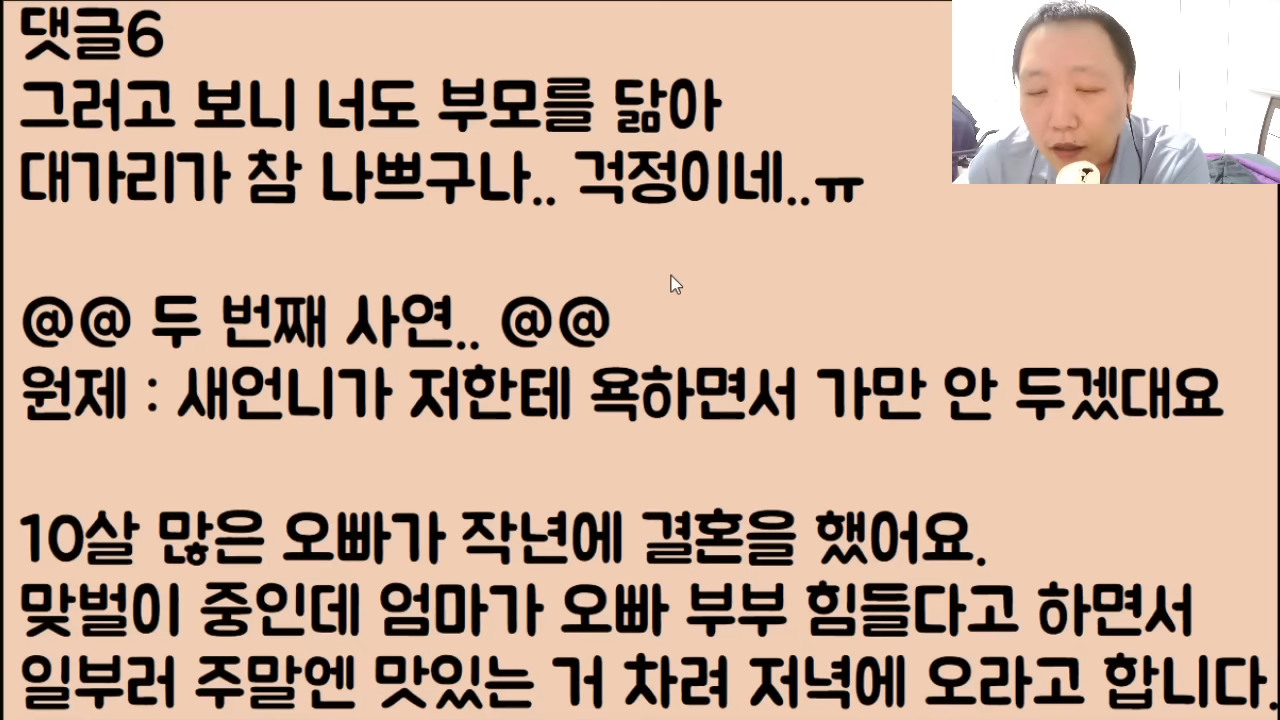 댓글6
그러고 보니 너도 부모를 닮아
대가리가 참 나쁘구나.. 걱정이네..ㅠ
@@ 두 번째 사연.. @@
원제 : 새언니가 저한테 욕하면서 가만 안 두겠대요
10살 많은 오빠가 작년에 결혼을 했어요.
맞벌이 중인데 엄마가 오빠 부부 힘들다고 하면서
일부러 주말엔 맛있는 거 차려 저녁에 오라고 합니다.